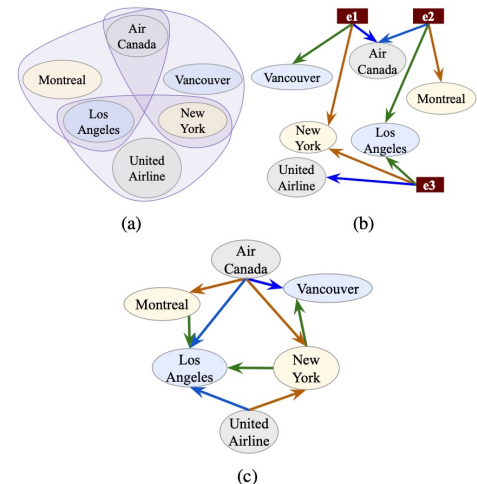 Air
Canada
Montreal
Vancouver
Los
Angeles
New
York
United
Airline
(a)
e1
e2
Vancouver
Air
Canada
Montreal
New
York
Los
Angeles
United
Airline
e3
(b)
Air
Canada
Montreal
Vancouver
Los
Angeles
New
York
United
Airline
(c)